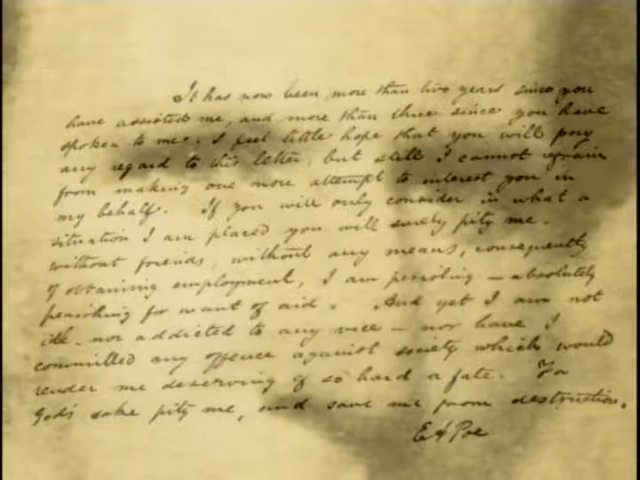 It has now been more than two years since you
have assisted me, and more than three since you have
spoken to me. I feel little hope that you will pay
any regard to this letter, but still I cannot refrain
from making one more attempt to interest you in
my behalf. If you will only consider in what a
situation I am placed you will surely pity me –
without friends, without any means, consequently
of obtaining employment, I am perishing – absolutely
perishing for want of aid. And yet I am not
idle – nor addicted to any vice – nor have I
committed any offence against society which would
render me deserving of so hard a fate. For
God's sake pity me, and save me from destruction.
E A Poe